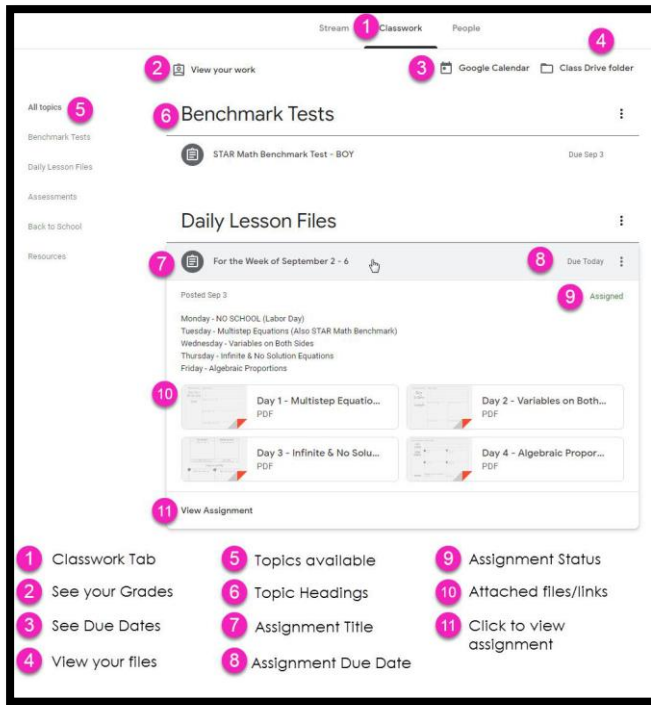 Stream 1 Classwork People
4
2 View your work 3 Google Calendar Class Drive folder
All topics 5
Benchmark Tests
Daily Lesson Files
Assessments
Back to School
Resources
6 Benchmark Tests
STAR Math Benchmark Test - BOY Due Sep 3
Daily Lesson Files
7 For the Week of September 2 - 6 8 Due Today
Posted Sep 3 9 Assigned
Monday - NO SCHOOL (Labor Day)
Tuesday - Multistep Equations (Also STAR Math Benchmark)
Wednesday - Variables on Both Sides
Thursday - Infinite & No Solution Equations
Friday - Algebraic Proportions
10 Day 1 - Multistep Equatio...
PDF
Day 2 - Variables on Both...
PDF
Day 3 - Infinite & No Solu...
PDF
Day 4 - Algebraic Propor...
PDF
11 View Assignment
1 Classwork Tab
2 See your Grades
3 See Due Dates
4 View your files
5 Topics available
6 Topic Headings
7 Assignment Title
8 Assignment Due Date
9 Assignment Status
10 Attached files/links
11 Click to view
assignment